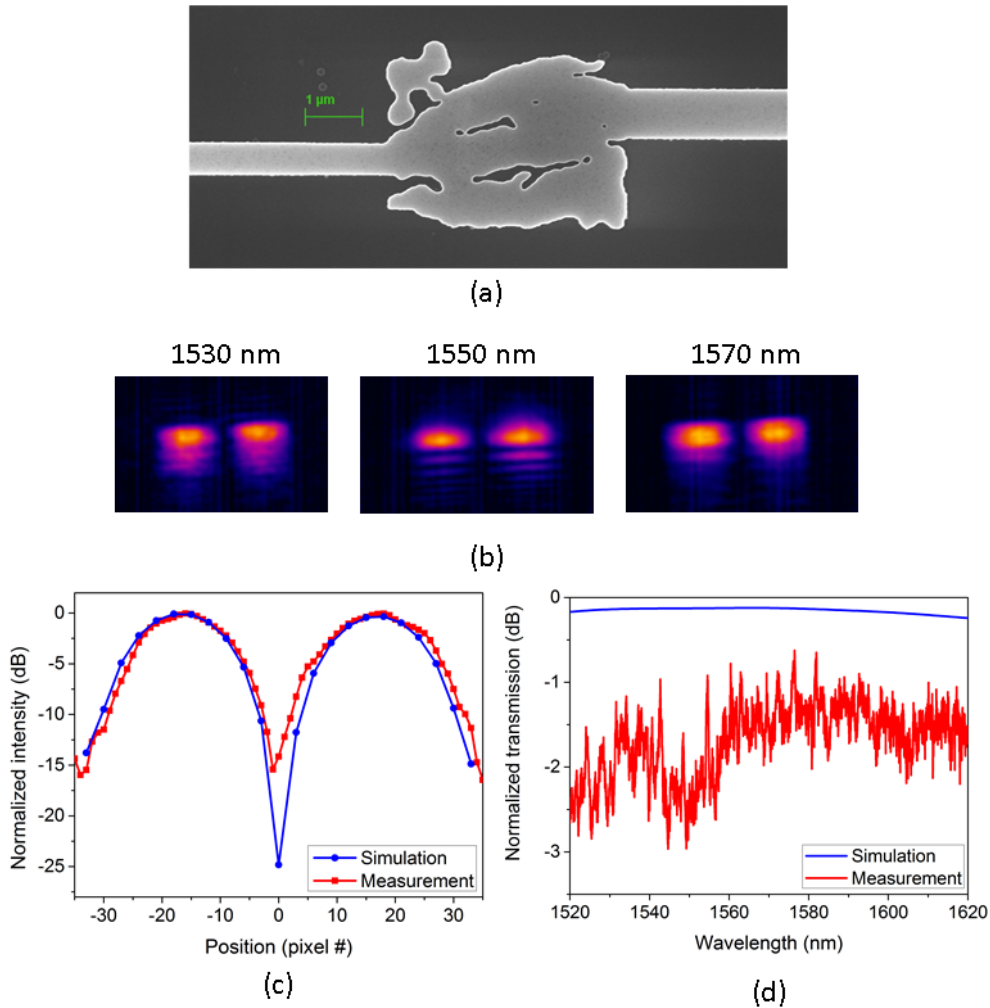 1 µm
(a)
1530 nm 1550 nm 1570 nm
(b)
Normalized intensity (dB)
0
-5
-10
-15
-20
-25
-30 -20 -10 0 10 20 30
Position (pixel #)
Simulation
Measurement
(c)
Normalized transmission (dB)
0
-1
-2
-3
1520 1540 1560 1580 1600 1620
Wavelength (nm)
Simulation
Measurement
(d)